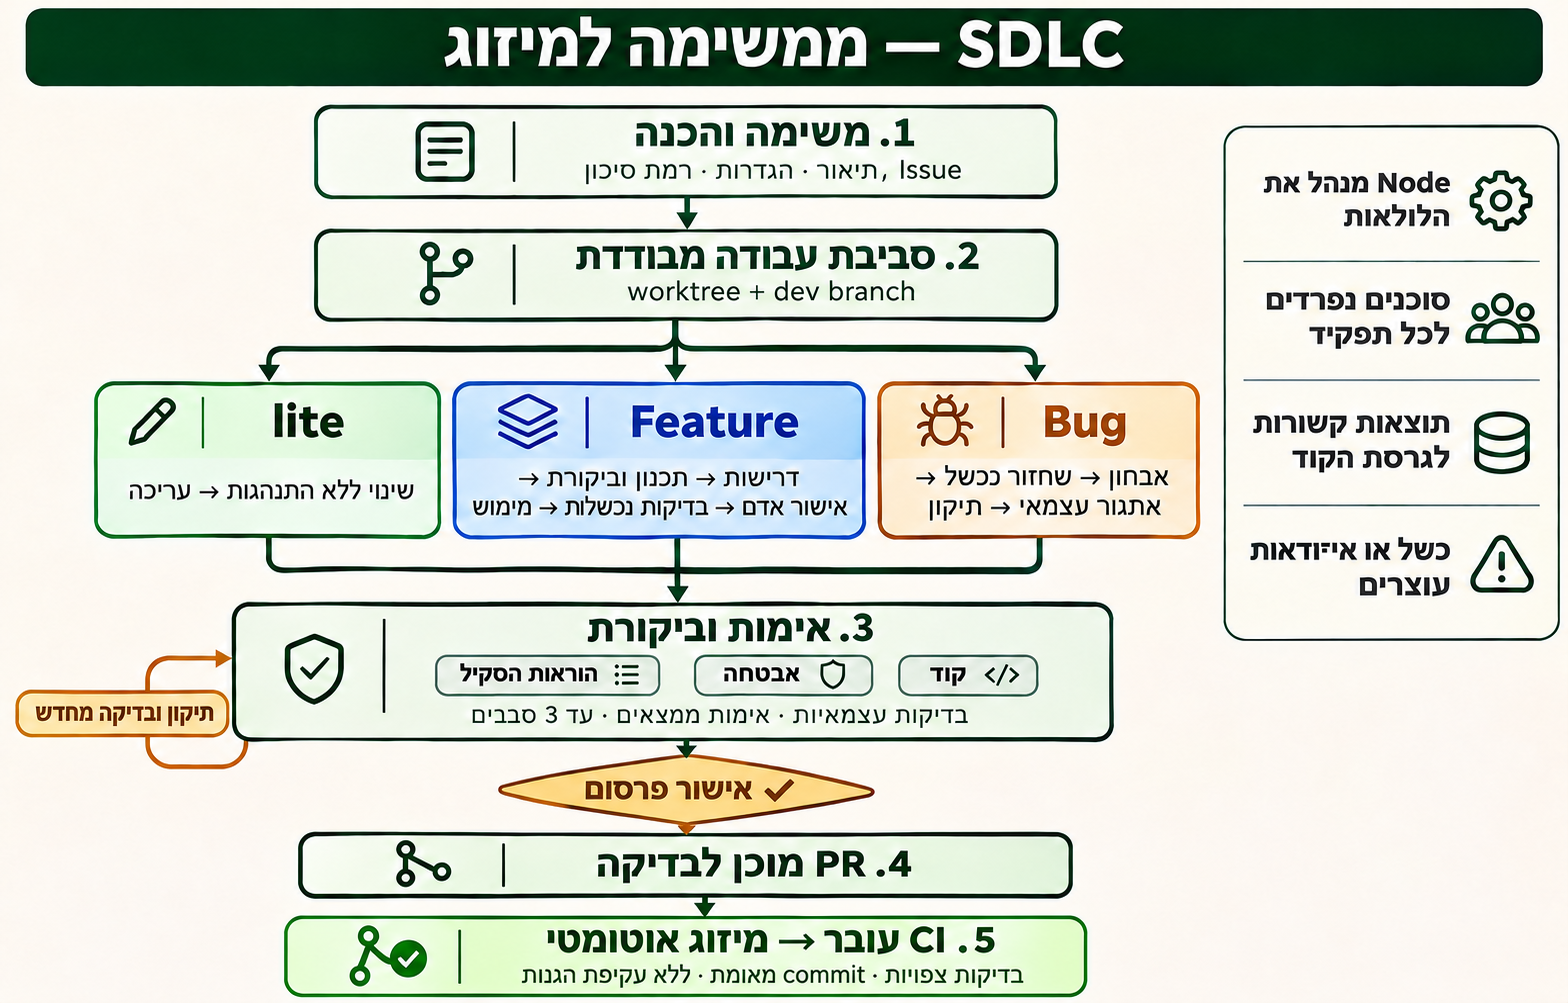 SDLC — ממשימה למיזוג
1. משימה והכנה
Issue, תיאור · הגדרות · רמת סיכון
2. סביבת עבודה מבודדת
worktree + dev branch
Bug
אבחון → שחזור ככשל →
אתגור עצמאי → תיקון
Feature
דרישות → תכנון וביקורת →
אישור אדם → בדיקות נכשלות → מימוש
lite
שינוי ללא התנהגות → עריכה
3. אימות וביקורת
קוד
אבטחה
הוראות הסקיל
בדיקות עצמאיות · אימות ממצאים · עד 3 סבבים
תיקון ובדיקה מחדש
אישור פרסום
4. PR מוכן לבדיקה
5. CI עובר → מיזוג אוטומטי
בדיקות צפויות · commit מאומת · ללא עקיפת הגנות
Node מנהל את
הלולאות
סוכנים נפרדים
לכל תפקיד
תוצאות קשורות
לגרסת הקוד
כשל או
עוצרים